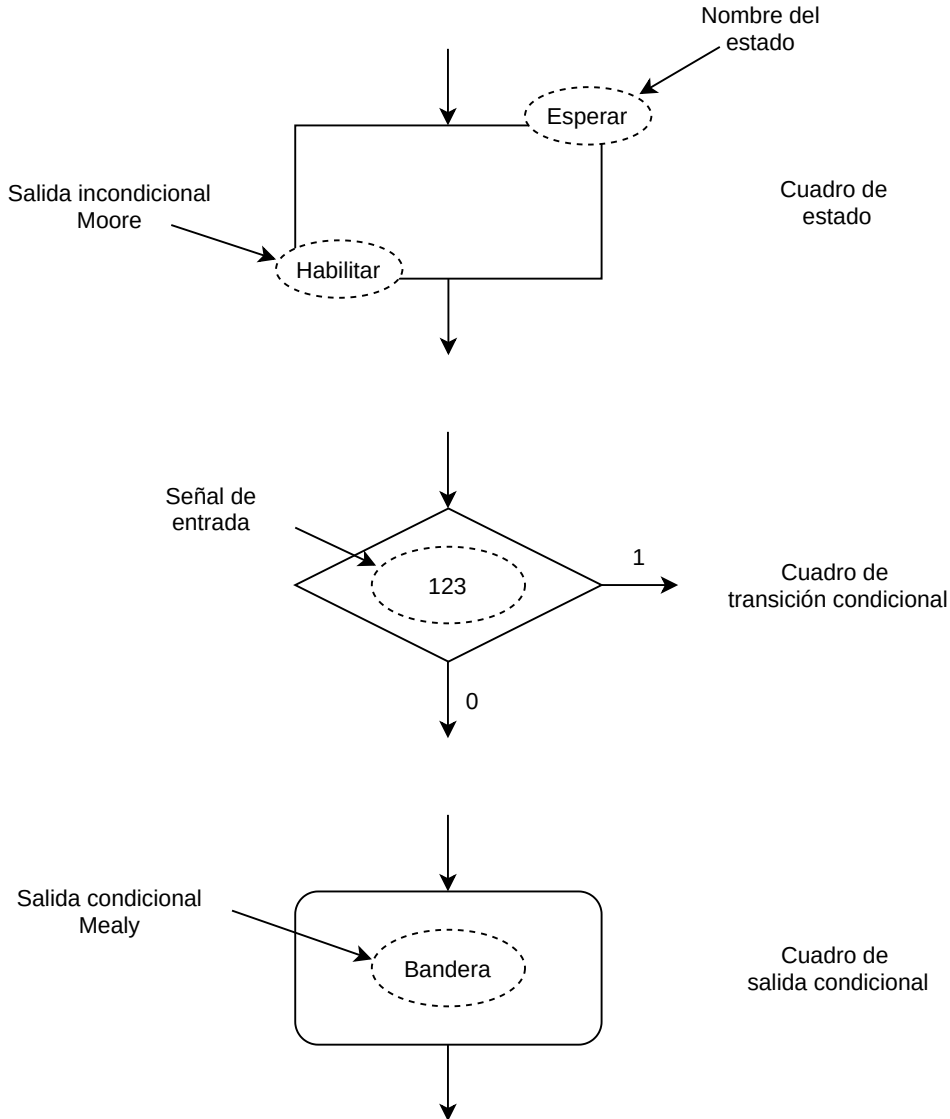 Nombre del
estado
Esperar
Salida incondicional
Moore
Cuadro de
estado
Habilitar
Señal de
entrada
123
1
Cuadro de
transición condicional
0
Salida condicional
Mealy
Bandera
Cuadro de
salida condicional